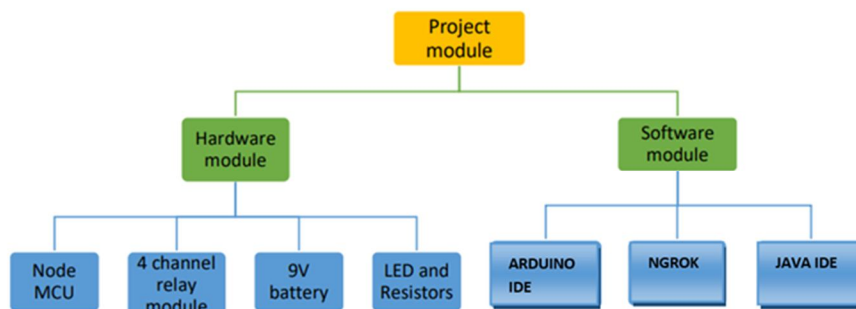 Project
module
Hardware
module
Software
module
Node
MCU
4 channel
relay
module
9V
battery
LED and
Resistors
ARDUINO
IDE
NGROK
JAVA IDE